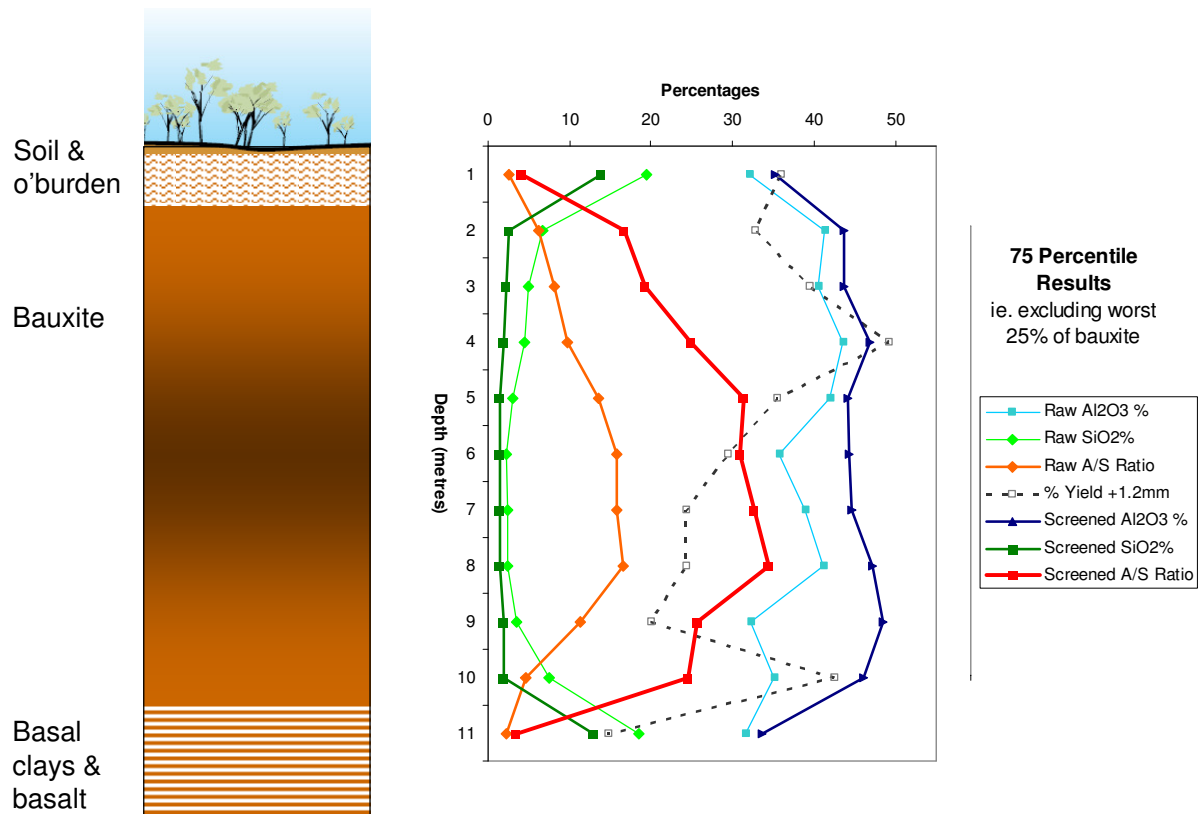 Soil &
o'burden
Bauxite
Basal
clays &
basalt
Percentages
0 10 20 30 40 50
Depth (metres)
1
2
3
4
5
6
7
8
9
10
11
75 Percentile
Results
ie. excluding worst
25% of bauxite
Raw Al2O3 %
Raw SiO2%
Raw A/S Ratio
% Yield +1.2mm
Screened Al2O3 %
Screened SiO2%
Screened A/S Ratio